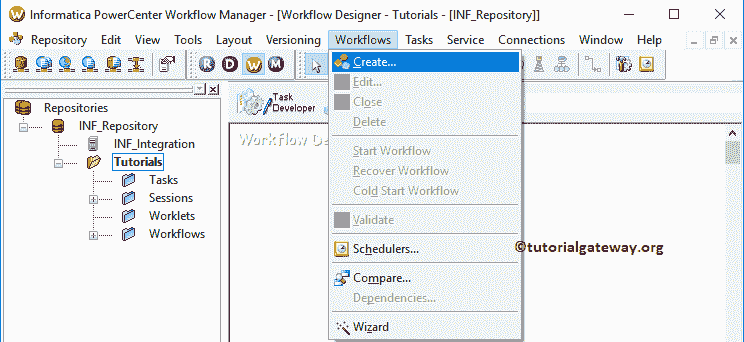 Informatica PowerCenter Workflow Manager - [Workflow Designer - Tutorials - [INF_Repository]]
Repository Edit View Tools Layout Versioning Workflows Tasks Service Connections Window Help
R D W M
Repositories
INF_Repository
INF_Integration
Tutorials
Tasks
Sessions
Worklets
Workflows
Task
Developer
Workflow Des
Create...
Edit...
Close
Delete
Start Workflow
Recover Workflow
Cold Start Workflow
Validate
Schedulers...
Compare...
Dependencies...
Wizard
©tutorialgateway.org